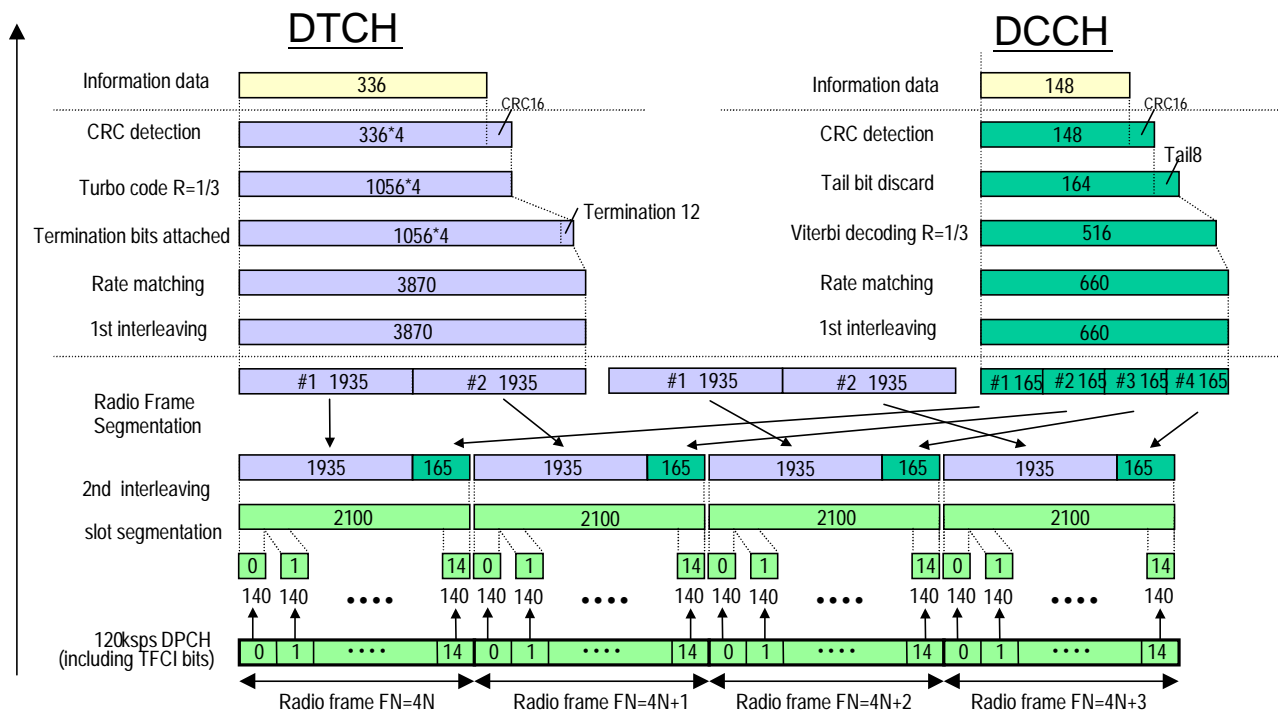 DTCH
DCCH
Information data
336
Information data
148
CRC16
CRC16
CRC detection
336*4
CRC detection
148
Tail8
Turbo code R=1/3
1056*4
Tail bit discard
164
Termination 12
Termination bits attached
1056*4
Viterbi decoding R=1/3
516
Rate matching
3870
Rate matching
660
1st interleaving
3870
1st interleaving
660
#1 1935
#2 1935
#1 1935
#2 1935
#1 165
#2 165
#3 165
#4 165
Radio Frame
Segmentation
1935
165
1935
165
1935
165
1935
165
2nd interleaving
2100
2100
2100
2100
slot segmentation
0
1
14
0
1
14
0
1
14
0
1
14
140
140
••••
140
140
140
••••
140
140
140
••••
140
140
140
••••
140
120ksps DPCH
(including TFCI bits)
0
1
••••
14
0
1
••••
14
0
1
••••
14
0
1
••••
14
Radio frame FN=4N
Radio frame FN=4N+1
Radio frame FN=4N+2
Radio frame FN=4N+3